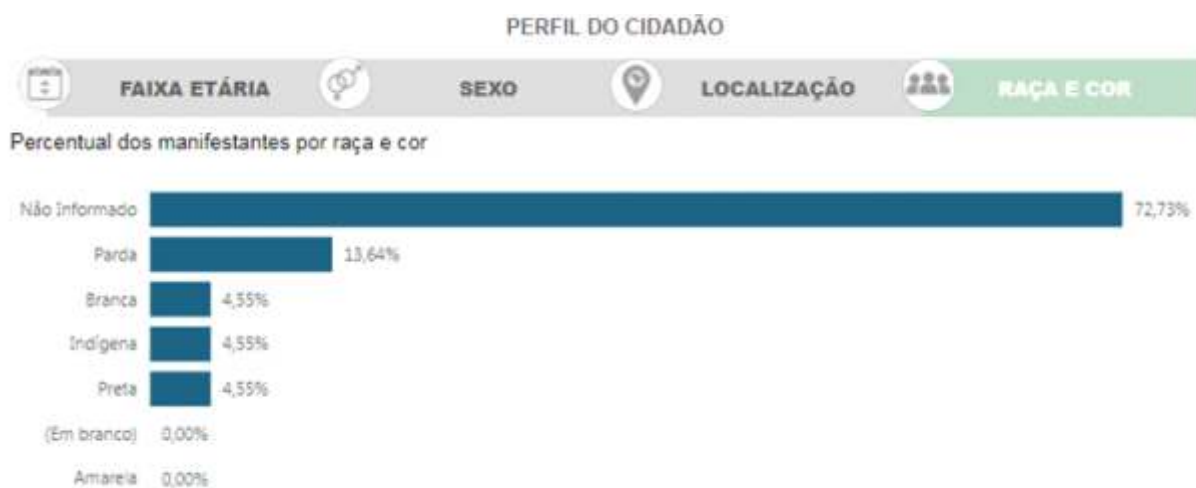 PERFIL DO CIDADÃO
FAIXA ETÁRIA SEXO LOCALIZAÇÃO RAÇA E COR
Percentual dos manifestantes por raça e cor
Não Informado 72,73%
Parda 13,64%
Branca 4,55%
Indígena 4,55%
Preta 4,55%
(Em branco) 0,00%
Amarela 0,00%